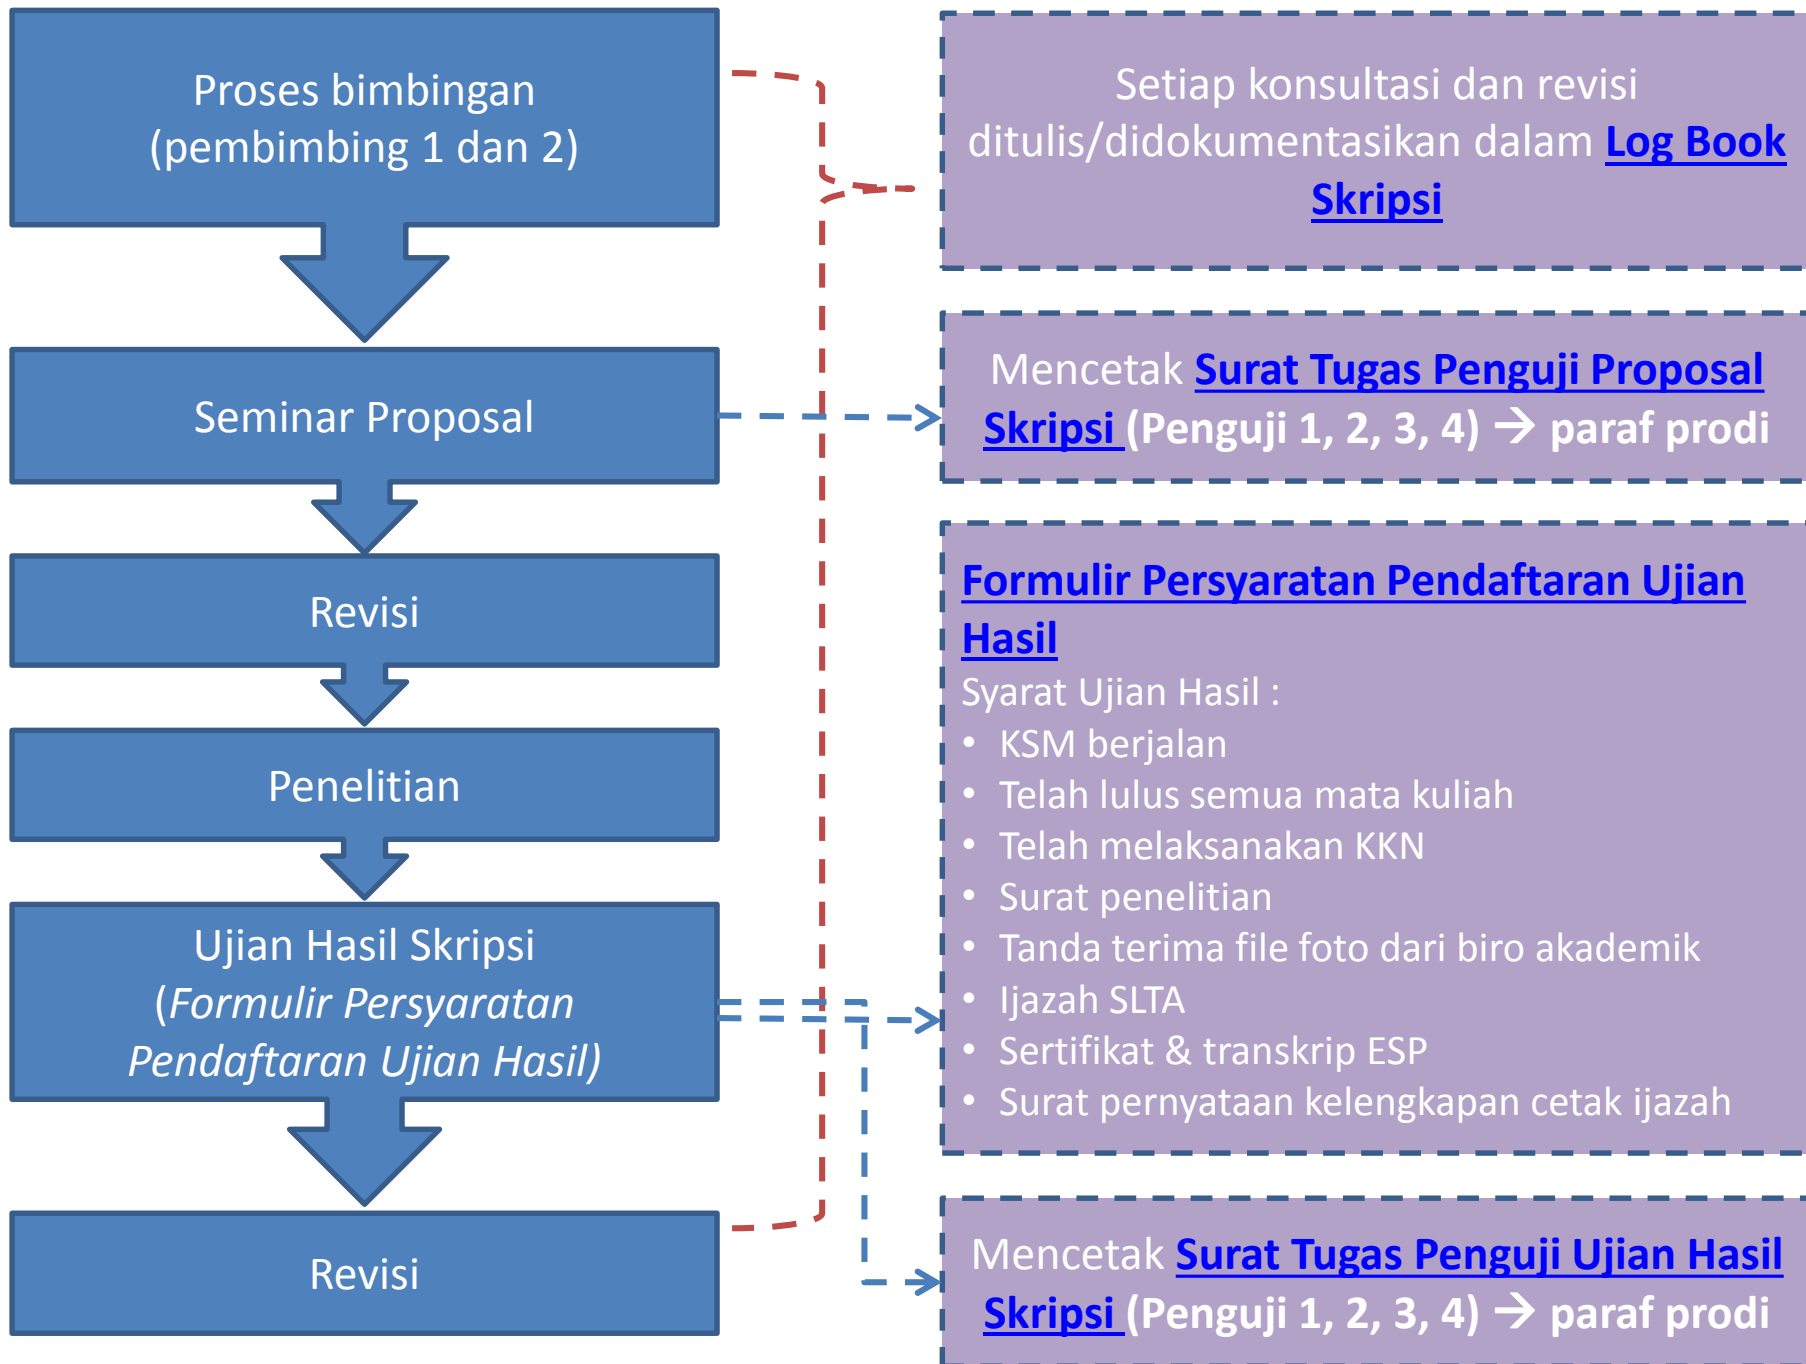 Proses bimbingan
(pembimbing 1 dan 2)
Setiap konsultasi dan revisi
ditulis/didokumentasikan dalam Log Book
Skripsi
Seminar Proposal
Mencetak Surat Tugas Penguji Proposal
Skripsi (Penguji 1, 2, 3, 4) → paraf prodi
Revisi
Penelitian
Ujian Hasil Skripsi
(Formulir Persyaratan
Pendaftaran Ujian Hasil)
Formulir Persyaratan Pendaftaran Ujian
Hasil
Syarat Ujian Hasil :
• KSM berjalan
• Telah lulus semua mata kuliah
• Telah melaksanakan KKN
• Surat penelitian
• Tanda terima file foto dari biro akademik
• Ijazah SLTA
• Sertifikat & transkrip ESP
• Surat pernyataan kelengkapan cetak ijazah
Revisi
Mencetak Surat Tugas Penguji Ujian Hasil
Skripsi (Penguji 1, 2, 3, 4) → paraf prodi